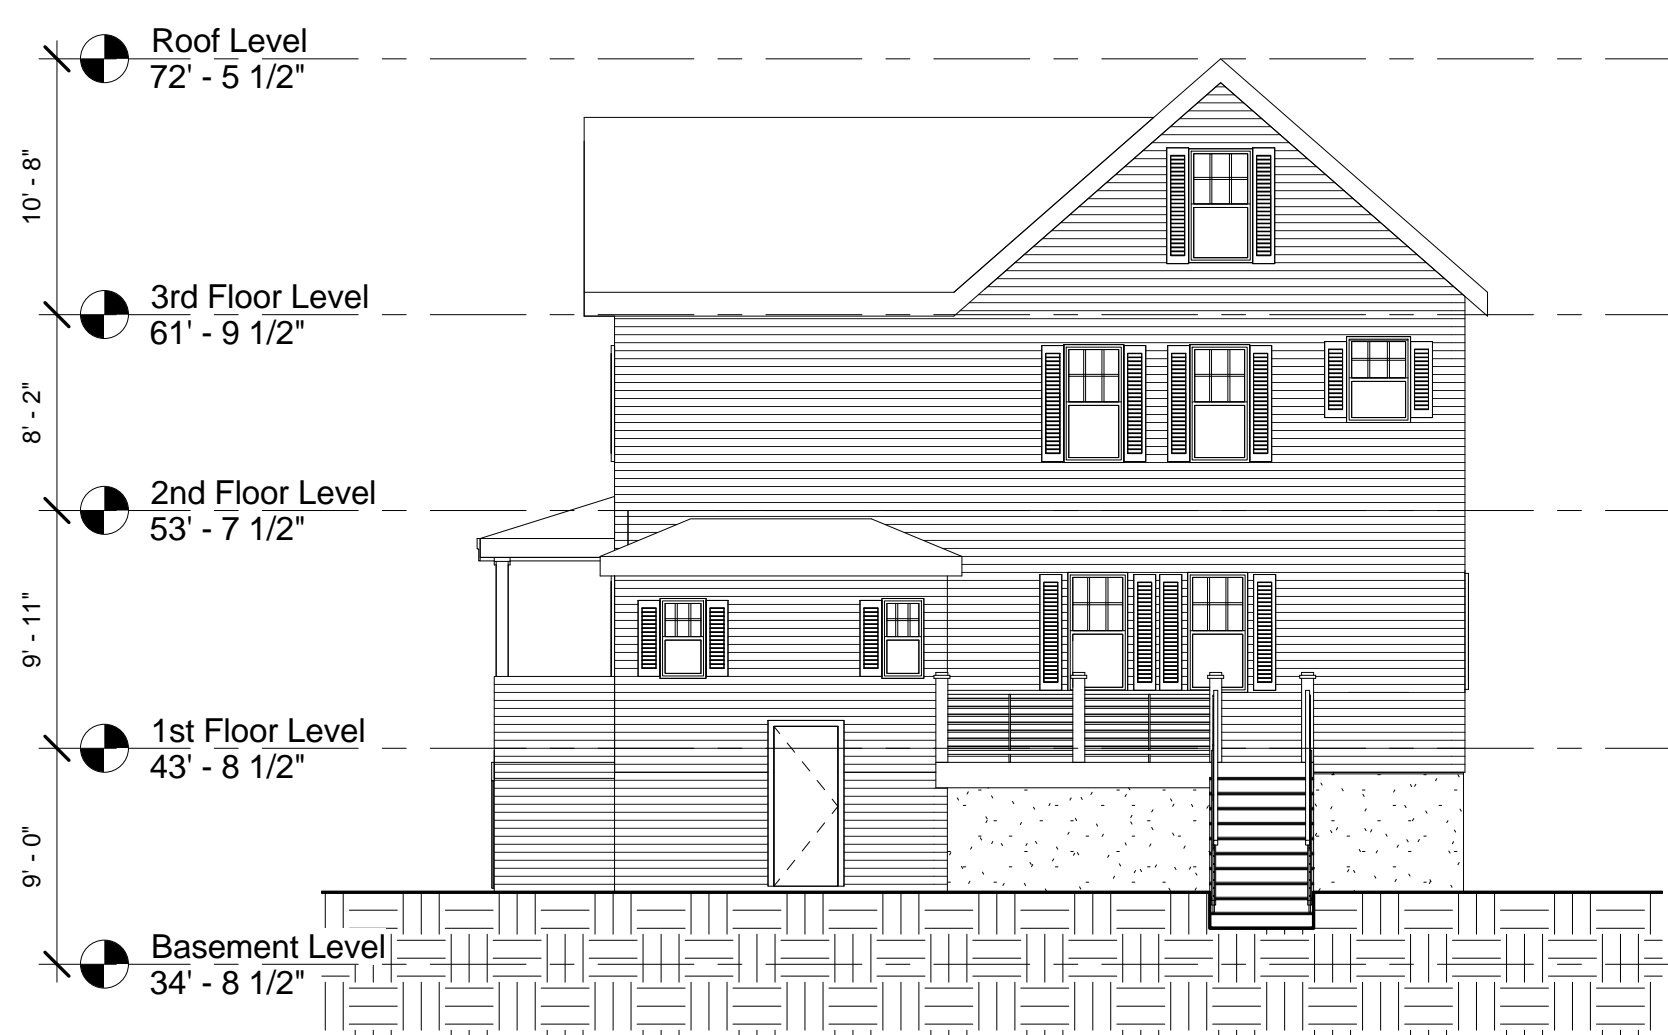 Roof Level
72' - 5 1/2"
10' - 8"
3rd Floor Level
61' - 9 1/2"
8' - 2"
2nd Floor Level
53' - 7 1/2"
9' - 11"
1st Floor Level
43' - 8 1/2"
9' - 0"
Basement Level
34' - 8 1/2"